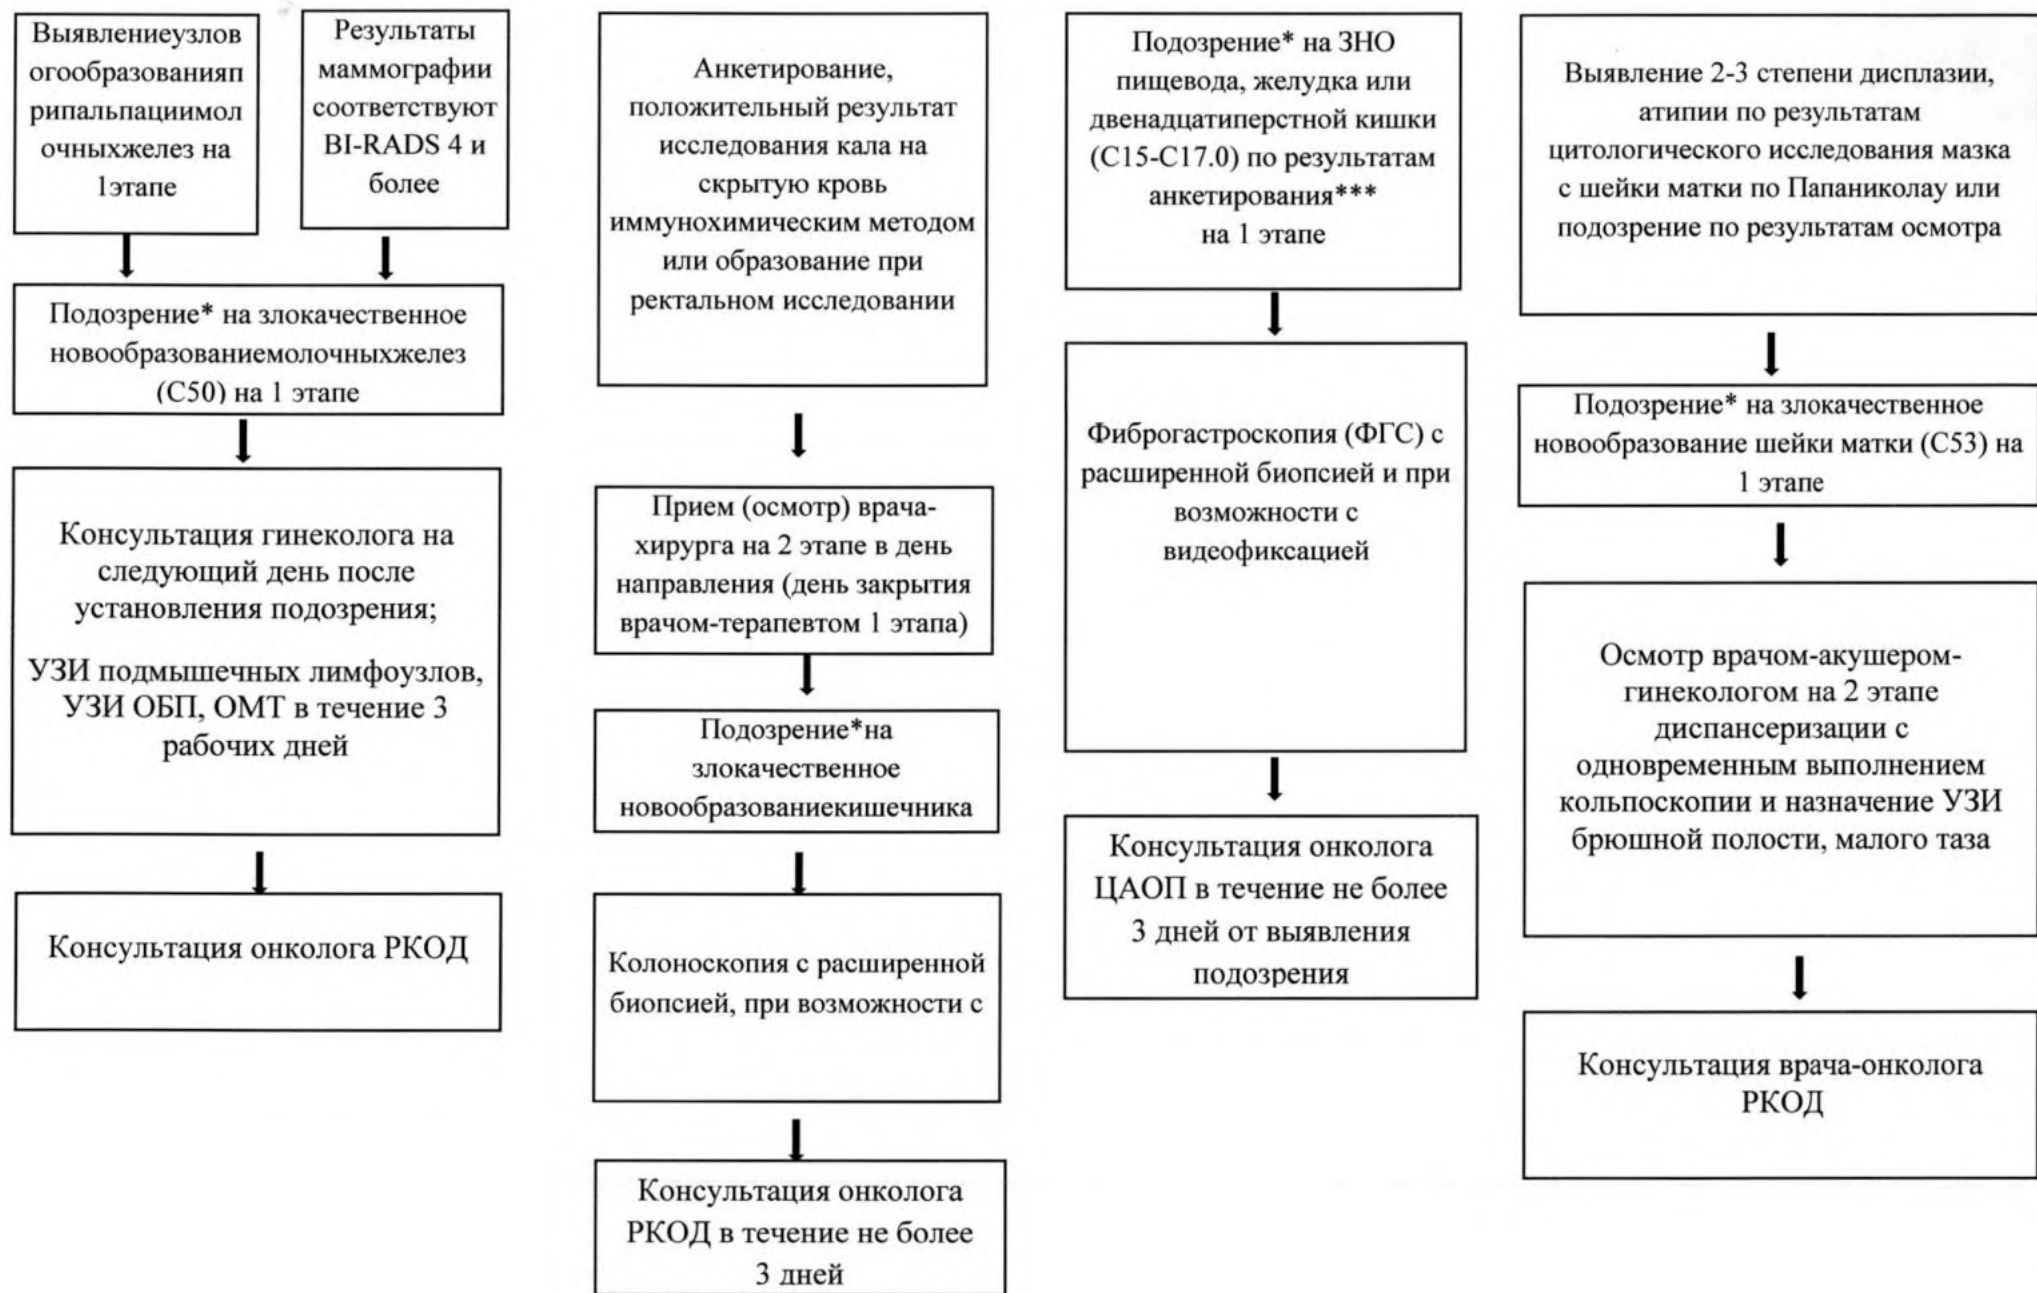 Выявлениеузлов
огообразованияп
рипальпациимол
очныхжелез на
1этапе
Результаты
маммографии
соответствуют
BI-RADS 4 и
более
Подозрение* на злокачественное
новообразованиемолочныхжелез
(С50) на 1 этапе
Консультация гинеколога на
следующий день после
установления подозрения;
УЗИ подмышечных лимфоузлов,
УЗИ ОБП, ОМТ в течение 3
рабочих дней
Консультация онколога РКОД
Анкетирование,
положительный результат
исследования кала на
скрытую кровь
иммунохимическим методом
или образование при
ректальном исследовании
Прием (осмотр) врача-
хирурга на 2 этапе в день
направления (день закрытия
врачом-терапевтом 1 этапа)
Подозрение*на
злокачественное
новообразованиекишечника
Колоноскопия с расширенной
биопсией, при возможности с
Консультация онколога
РКОД в течение не более
3 дней
Подозрение* на ЗНО
пищевода, желудка или
двенадцатиперстной кишки
(С15-С17.0) по результатам
анкетирования***
на 1 этапе
Фиброгастроскопия (ФГС) с
расширенной биопсией и при
возможности с
видеофиксацией
Консультация онколога
ЦАОП в течение не более
3 дней от выявления
подозрения
Выявление 2-3 степени дисплазии,
атипии по результатам
цитологического исследования мазка
с шейки матки по Папаниколау или
подозрение по результатам осмотра
Подозрение* на злокачественное
новообразование шейки матки (С53) на
1 этапе
Осмотр врачом-акушером-
гинекологом на 2 этапе
диспансеризации с
одновременным выполнением
кольпоскопии и назначение УЗИ
брюшной полости, малого таза
Консультация врача-онколога
РКОД